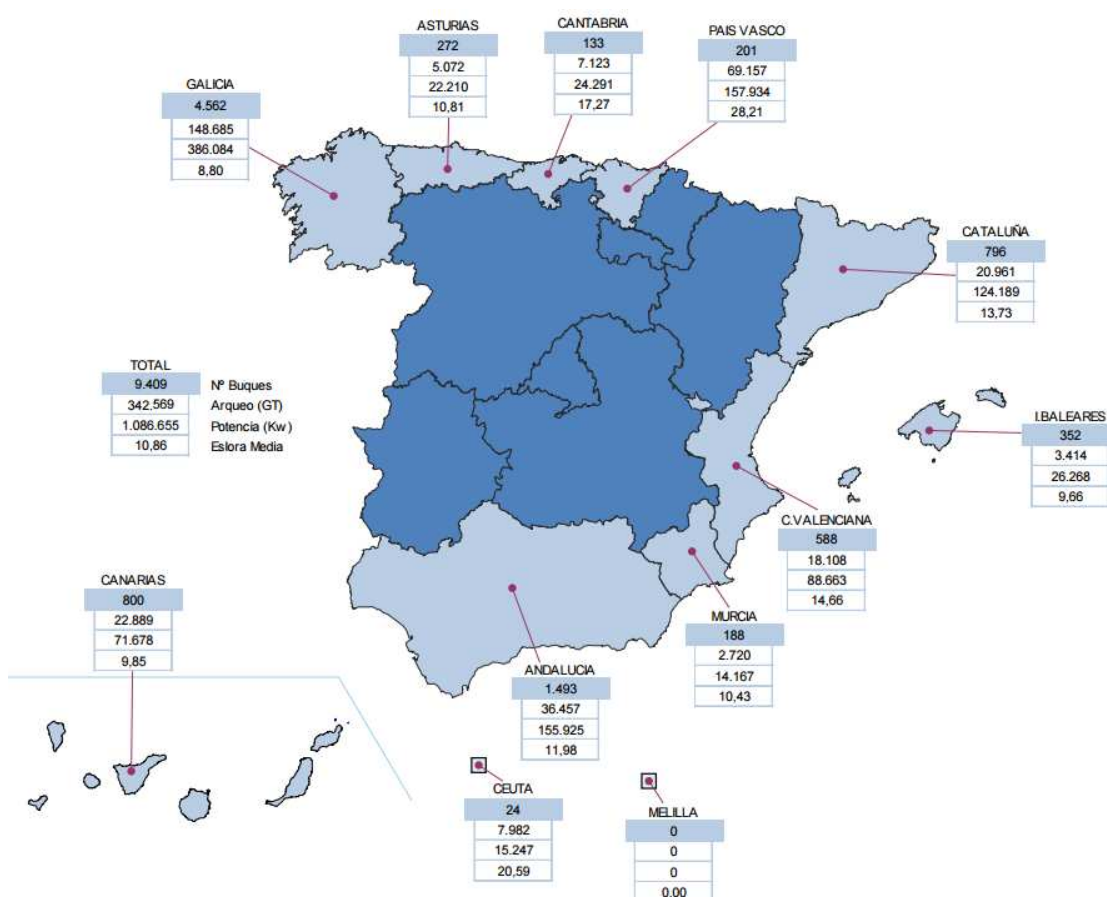 ASTURIAS
272
5.072
22.210
10,81
CANTABRIA
133
7.123
24.291
17,27
PAIS VASCO
201
69.157
157.934
28,21
GALICIA
4.562
148.685
386.084
8,80
CATALUÑA
796
20.961
124.189
13,73
TOTAL
9.409 Nº Buques
342.569 Arqueo (GT)
1.086.655 Potencia (Kw)
10,86 Eslora Media
I.BALEARES
352
3.414
26.268
9,66
C.VALENCIANA
588
18.108
88.663
14,66
CANARIAS
800
22.889
71.678
9,85
MURCIA
188
2.720
14.167
10,43
ANDALUCIA
1.493
36.457
155.925
11,98
CEUTA
24
7.982
15.247
20,59
MELILLA
0
0
0
0,00